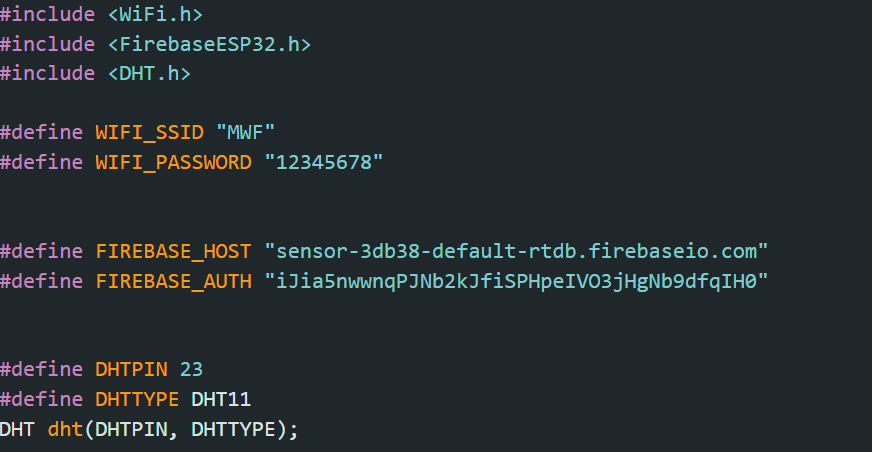 #include <WiFi.h>
#include <FirebaseESP32.h>
#include <DHT.h>
#define WIFI_SSID "MWF"
#define WIFI_PASSWORD "12345678"
#define FIREBASE_HOST "sensor-3db38-default-rtdb.firebaseio.com"
#define FIREBASE_AUTH "iJia5nwwnqPJNb2kJfiSPHpeIVO3jHgNb9dfqIH0"
#define DHTPIN 23
#define DHTTYPE DHT11
DHT dht(DHTPIN, DHTTYPE);